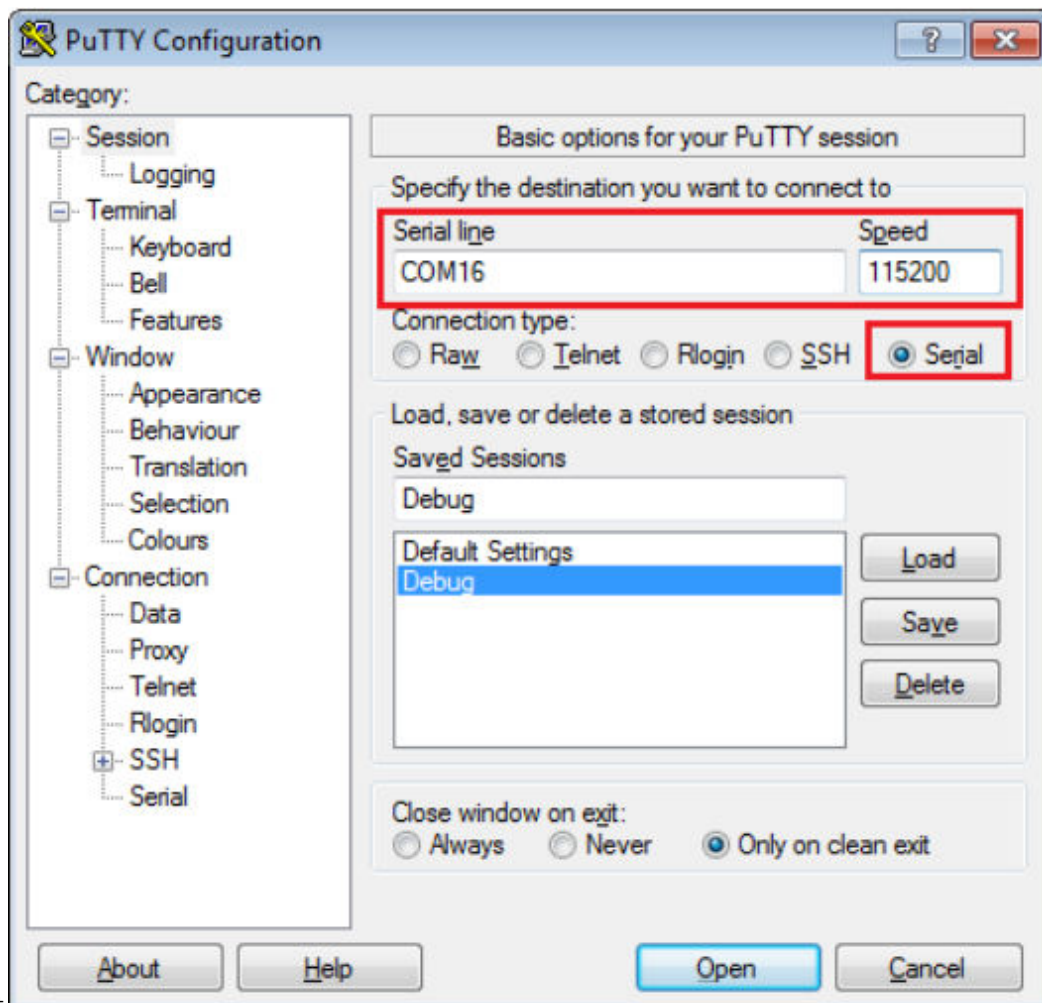 PuTTY Configuration
Category:
Session
Logging
Terminal
Keyboard
Bell
Features
Window
Appearance
Behaviour
Translation
Selection
Colours
Connection
Data
Proxy
Telnet
Rlogin
SSH
Serial
Basic options for your PuTTY session
Specify the destination you want to connect to
Serial line Speed
COM16 115200
Connection type:
Raw Telnet Rlogin SSH Serial
Load, save or delete a stored session
Saved Sessions
Debug
Default Settings
Debug
Load
Save
Delete
Close window on exit:
Always Never Only on clean exit
About Help Open Cancel